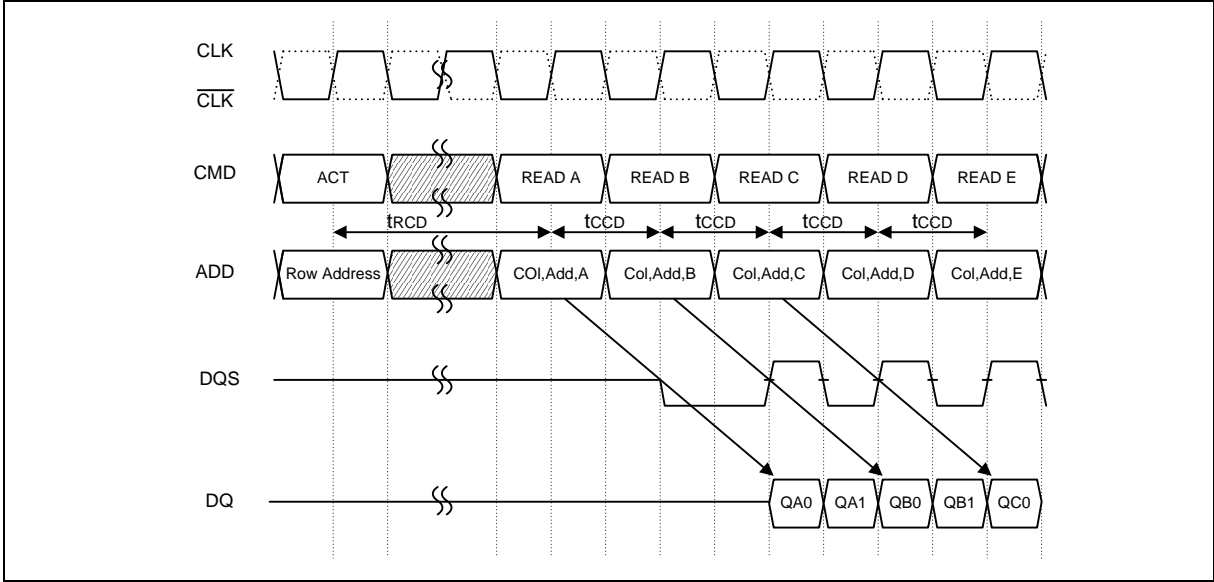 CLK
CLK
CMD ACT READ A READ B READ C READ D READ E
tRCD tCCD tCCD tCCD tCCD
ADD Row Address COl,Add,A Col,Add,B Col,Add,C Col,Add,D Col,Add,E
DQS
DQ QA0 QA1 QB0 QB1 QC0